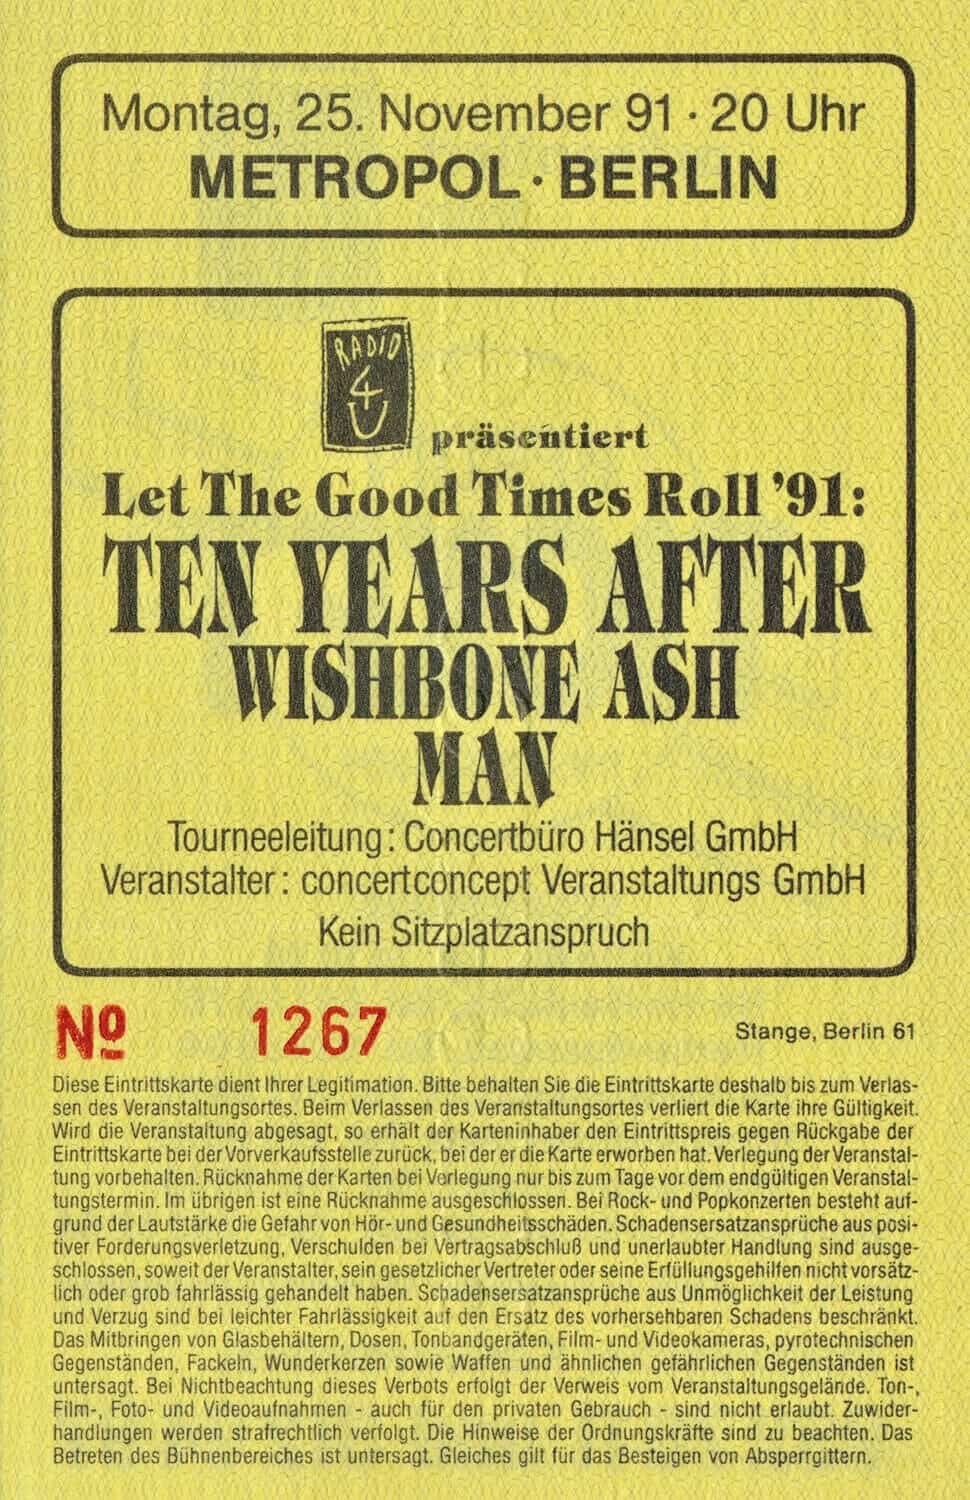 Montag, 25. November 91 · 20 Uhr
METROPOL · BERLIN
RADIO
4
U
präsentiert
Let The Good Times Roll '91:
TEN YEARS AFTER
WISHBONE ASH
MAN
Tourneeleitung: Concertbüro Hänsel GmbH
Veranstalter: concertconcept Veranstaltungs GmbH
Kein Sitzplatzanspruch
Nº 1267
Stange, Berlin 61
Diese Eintrittskarte dient Ihrer Legitimation. Bitte behalten Sie die Eintrittskarte deshalb bis zum Verlas-
sen des Veranstaltungsortes. Beim Verlassen des Veranstaltungsortes verliert die Karte ihre Gültigkeit.
Wird die Veranstaltung abgesagt, so erhält der Karteninhaber den Eintrittspreis gegen Rückgabe der
Eintrittskarte bei der Vorverkaufsstelle zurück, bei der er die Karte erworben hat. Verlegung der Veranstal-
tung vorbehalten. Rücknahme der Karten bei Verlegung nur bis zum Tage vor dem endgültigen Veranstal-
tungstermin. Im übrigen ist eine Rücknahme ausgeschlossen. Bei Rock- und Popkonzerten besteht auf-
grund der Lautstärke die Gefahr von Hör- und Gesundheitsschäden. Schadensersatzansprüche aus posi-
tiver Forderungsverletzung, Verschulden bei Vertragsabschluß und unerlaubter Handlung sind ausge-
schlossen, soweit der Veranstalter, sein gesetzlicher Vertreter oder seine Erfüllungsgehilfen nicht vorsätz-
lich oder grob fahrlässig gehandelt haben. Schadensersatzansprüche aus Unmöglichkeit der Leistung
und Verzug sind bei leichter Fahrlässigkeit auf den Ersatz des vorhersehbaren Schadens beschränkt.
Das Mitbringen von Glasbehältern, Dosen, Tonbandgeräten, Film- und Videokameras, pyrotechnischen
Gegenständen, Fackeln, Wunderkerzen sowie Waffen und ähnlichen gefährlichen Gegenständen ist
untersagt. Bei Nichtbeachtung dieses Verbots erfolgt der Verweis vom Veranstaltungsgelände. Ton-,
Film-, Foto- und Videoaufnahmen - auch für den privaten Gebrauch - sind nicht erlaubt. Zuwider-
handlungen werden strafrechtlich verfolgt. Die Hinweise der Ordnungskräfte sind zu beachten. Das
Betreten des Bühnenbereiches ist untersagt. Gleiches gilt für das Besteigen von Absperrgittern.